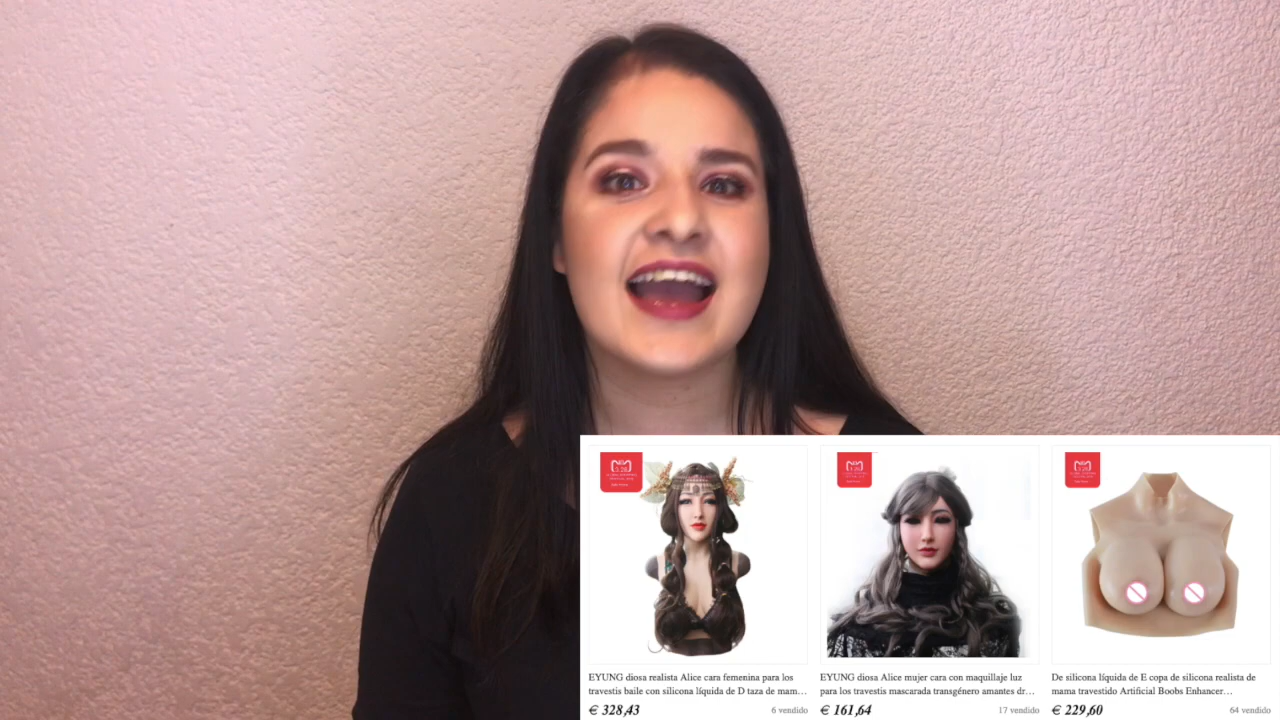 EYUNG diosa realista Alice cara femenina para los
travestis baile con silicona líquida de D taza de mam...
€ 328,43
6 vendido
EYUNG diosa Alice mujer cara con maquillaje luz
para los travestis mascarada transgénero amantes dr...
€ 161,64
17 vendido
De silicona líquida de E copa de silicona realista de
mama travestido Artificial Boobs Enhancer...
€ 229,60
64 vendido